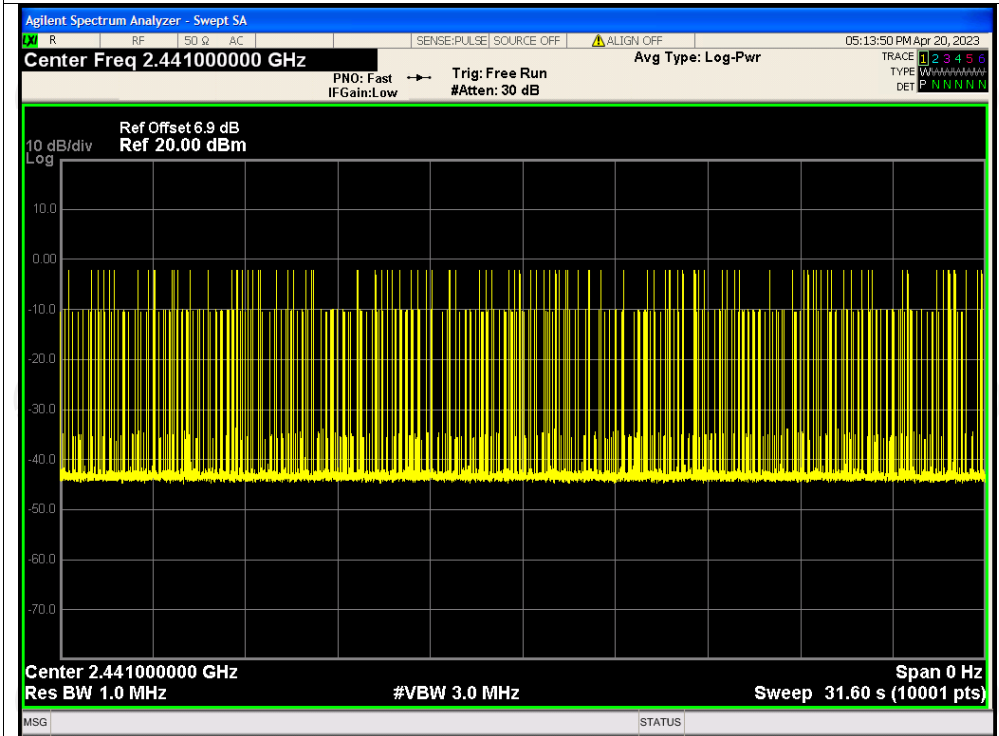 Agilent Spectrum Analyzer - Swept SA
LXI R RF 50 Ω AC SENSE:PULSE SOURCE OFF ALIGN OFF 05:13:50 PM Apr 20, 2023
Center Freq 2.441000000 GHz
Avg Type: Log-Pwr
TRACE 1 2 3 4 5 6
PNO: Fast Trig: Free Run
TYPE WWWWWW
IFGain:Low #Atten: 30 dB
DET P N N N N N
Ref Offset 6.9 dB
10 dB/div Ref 20.00 dBm
Log
10.0
0.00
-10.0
-20.0
-30.0
-40.0
-50.0
-60.0
-70.0
Center 2.441000000 GHz Span 0 Hz
Res BW 1.0 MHz #VBW 3.0 MHz Sweep 31.60 s (10001 pts)
MSG STATUS